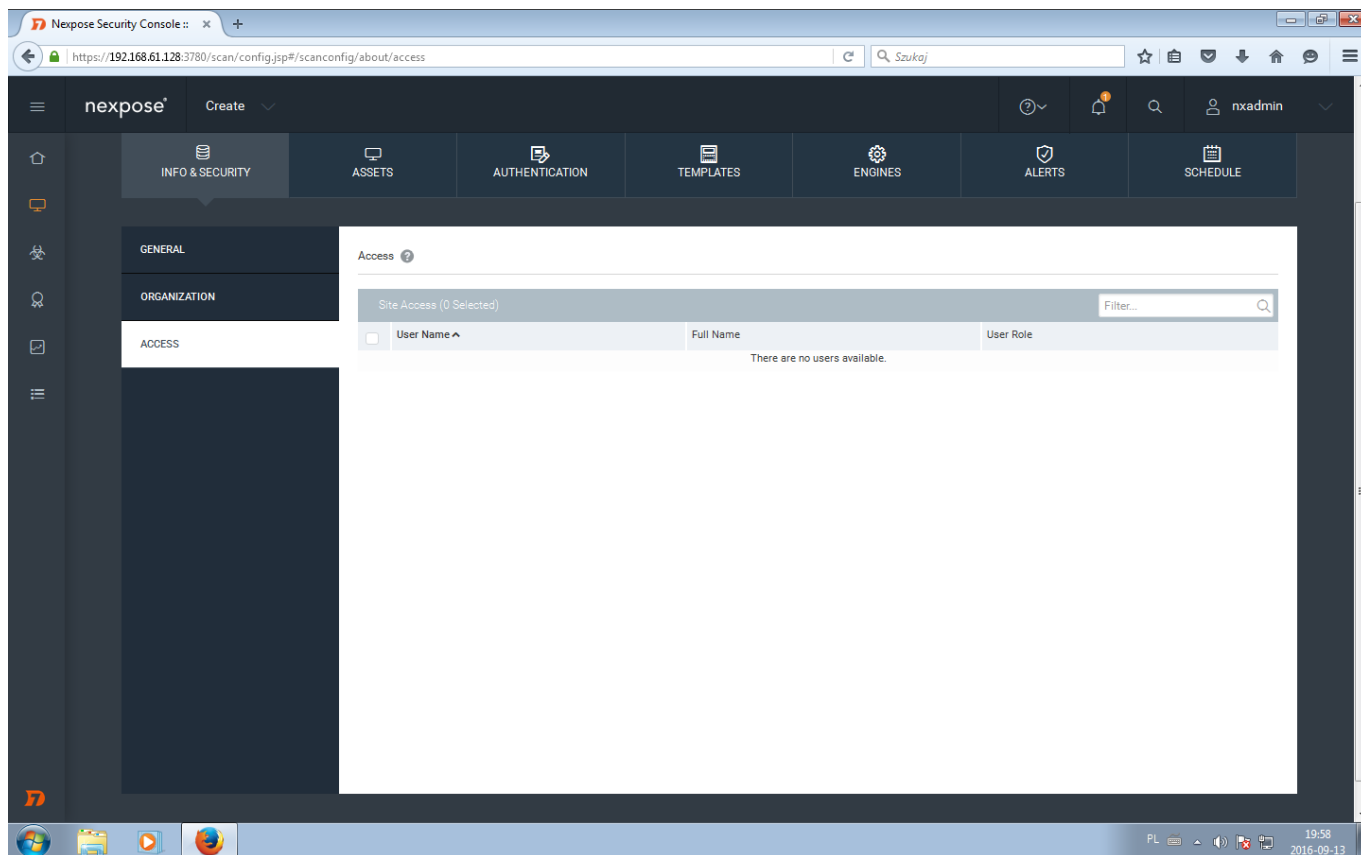 Nexpose Security Console ::
https://192.168.61.128:3780/scan/config.jsp#/scanconfig/about/access
Szukaj
nexpose®
Create
1
nxadmin
INFO & SECURITY
ASSETS
AUTHENTICATION
TEMPLATES
ENGINES
ALERTS
SCHEDULE
GENERAL
ORGANIZATION
ACCESS
Access ?
Site Access (0 Selected)
Filter...
User Name
Full Name
User Role
There are no users available.
PL
19:58
2016-09-13